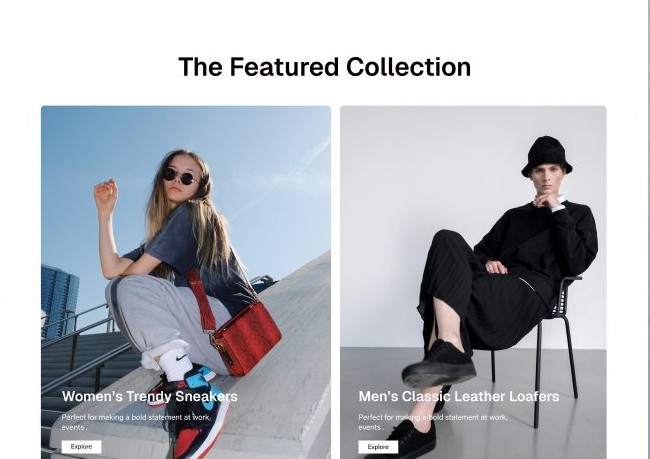 The Featured Collection
Women's Trendy Sneakers
Perfect for making a bold statement at work,
events .
Explore
Men's Classic Leather Loafers
Perfect for making a bold statement at work,
events .
Explore